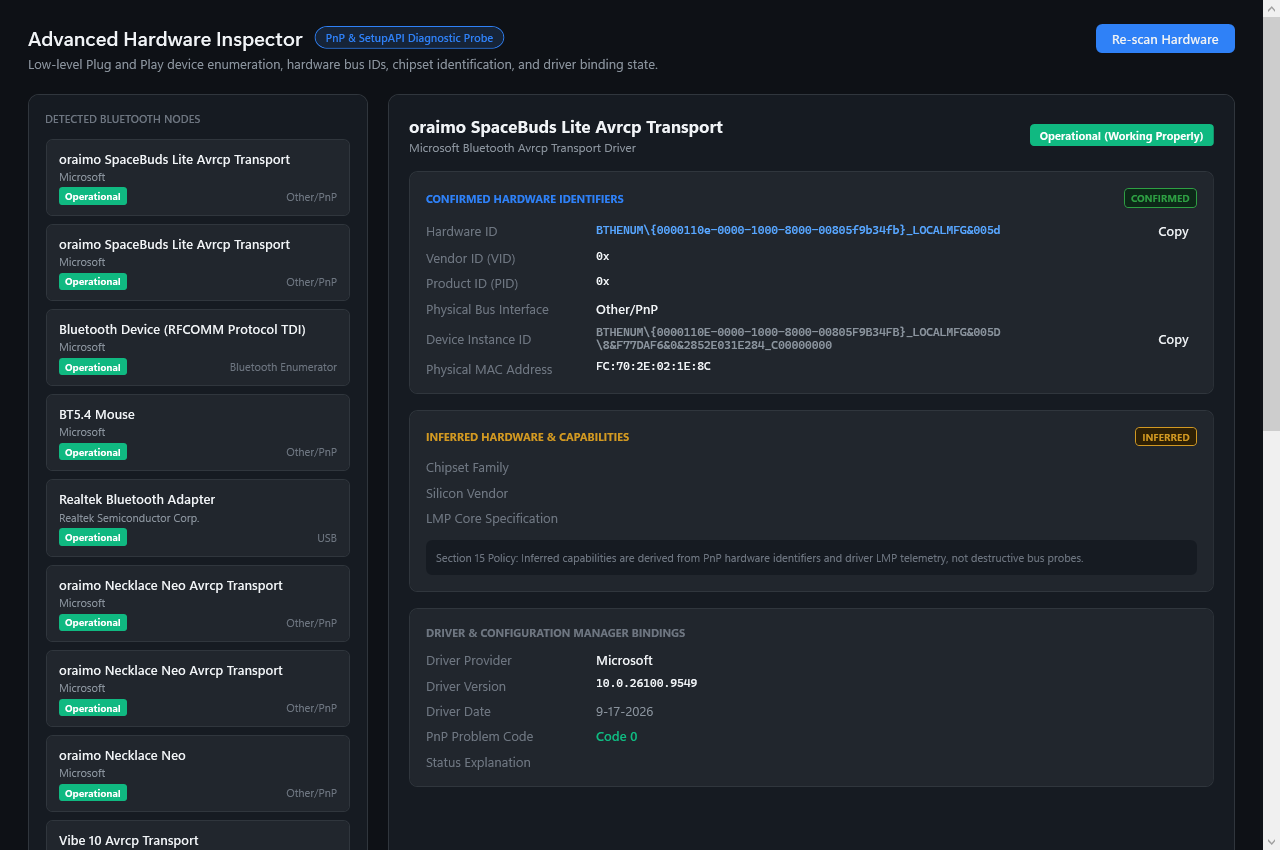 Advanced Hardware Inspector
PnP & SetupAPI Diagnostic Probe
Re-scan Hardware
Low-level Plug and Play device enumeration, hardware bus IDs, chipset identification, and driver binding state.
DETECTED BLUETOOTH NODES
oraimo SpaceBuds Lite Avrcp Transport
Microsoft
Operational
Other/PnP
oraimo SpaceBuds Lite Avrcp Transport
Microsoft
Operational
Other/PnP
Bluetooth Device (RFCOMM Protocol TDI)
Microsoft
Operational
Bluetooth Enumerator
BT5.4 Mouse
Microsoft
Operational
Other/PnP
Realtek Bluetooth Adapter
Realtek Semiconductor Corp.
Operational
USB
oraimo Necklace Neo Avrcp Transport
Microsoft
Operational
Other/PnP
oraimo Necklace Neo Avrcp Transport
Microsoft
Operational
Other/PnP
oraimo Necklace Neo
Microsoft
Operational
Other/PnP
Vibe 10 Avrcp Transport
oraimo SpaceBuds Lite Avrcp Transport
Microsoft Bluetooth Avrcp Transport Driver
Operational (Working Properly)
CONFIRMED HARDWARE IDENTIFIERS
CONFIRMED
Hardware ID
BTHENUM\{0000110e-0000-1000-8000-00805f9b34fb}_LOCALMFG&005d
Copy
Vendor ID (VID)
0x
Product ID (PID)
0x
Physical Bus Interface
Other/PnP
Device Instance ID
BTHENUM\{0000110E-0000-1000-8000-00805F9B34FB}_LOCALMFG&005D
\8&F77DAF6&0&2852E031E284_C00000000
Copy
Physical MAC Address
FC:70:2E:02:1E:8C
INFERRED HARDWARE & CAPABILITIES
INFERRED
Chipset Family
Silicon Vendor
LMP Core Specification
Section 15 Policy: Inferred capabilities are derived from PnP hardware identifiers and driver LMP telemetry, not destructive bus probes.
DRIVER & CONFIGURATION MANAGER BINDINGS
Driver Provider
Microsoft
Driver Version
10.0.26100.9549
Driver Date
9-17-2026
PnP Problem Code
Code 0
Status Explanation